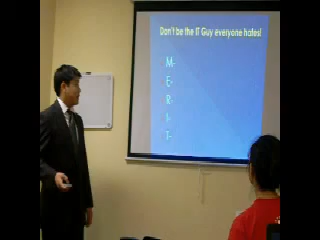 Don't be the IT Guy everyone hates!
M-
E-
R-
I-
T-